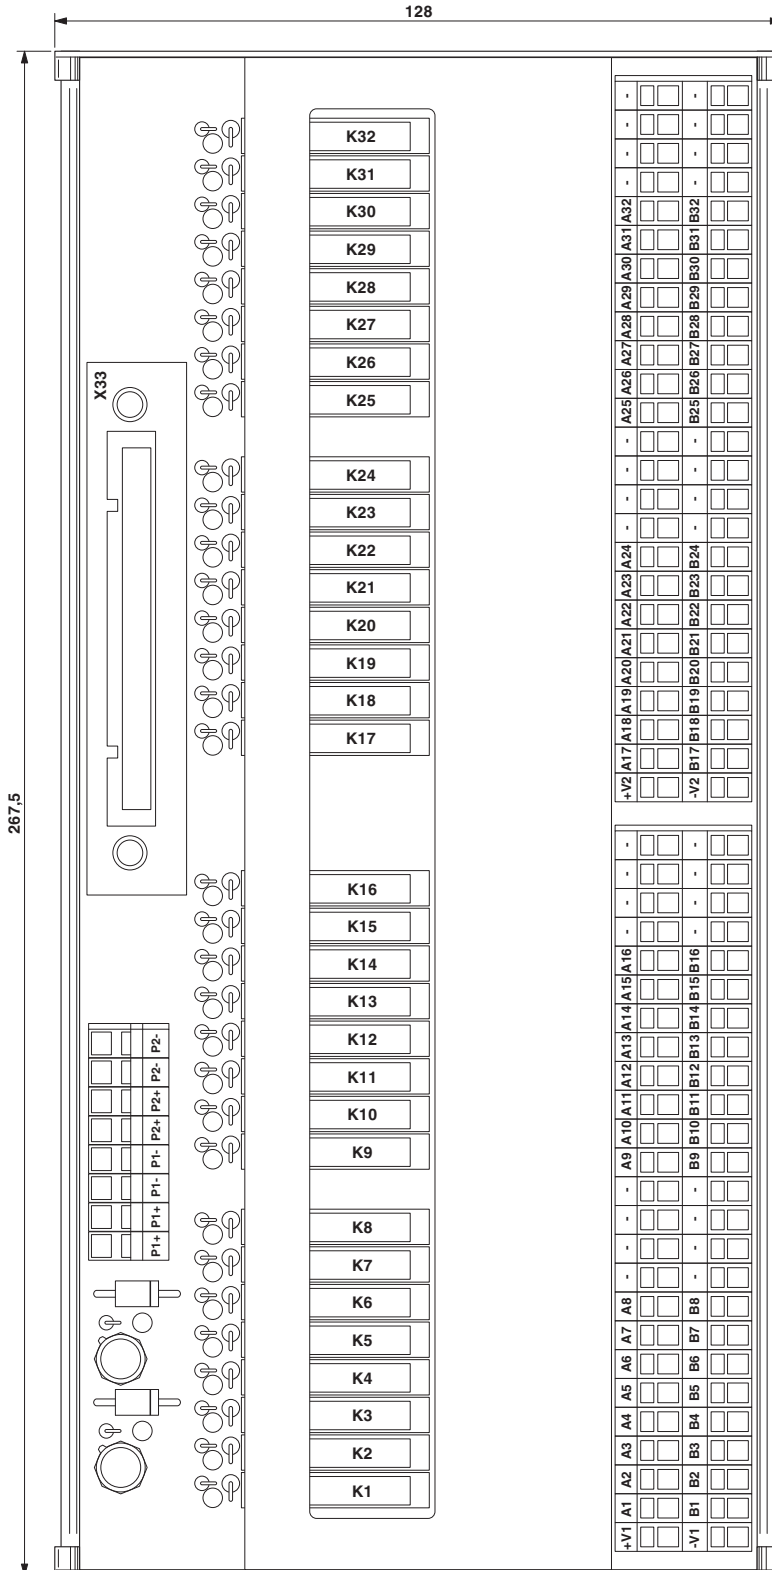 128
267,5
X33
K32
K31
K30
K29
K28
K27
K26
K25
K24
K23
K22
K21
K20
K19
K18
K17
K16
K15
K14
K13
K12
K11
K10
K9
K8
K7
K6
K5
K4
K3
K2
K1
P2-
P2-
P2+
P2+
P1-
P1-
P1+
P1+
- -
- -
- -
- -
A32 B32
A31 B31
A30 B30
A29 B29
A28 B28
A27 B27
A26 B26
A25 B25
- -
- -
- -
- -
A24 B24
A23 B23
A22 B22
A21 B21
A20 B20
A19 B19
A18 B18
A17 B17
+V2 -V2
- -
- -
- -
- -
A16 B16
A15 B15
A14 B14
A13 B13
A12 B12
A11 B11
A10 B10
A9 B9
- -
- -
- -
- -
A8 B8
A7 B7
A6 B6
A5 B5
A4 B4
A3 B3
A2 B2
A1 B1
+V1 -V1